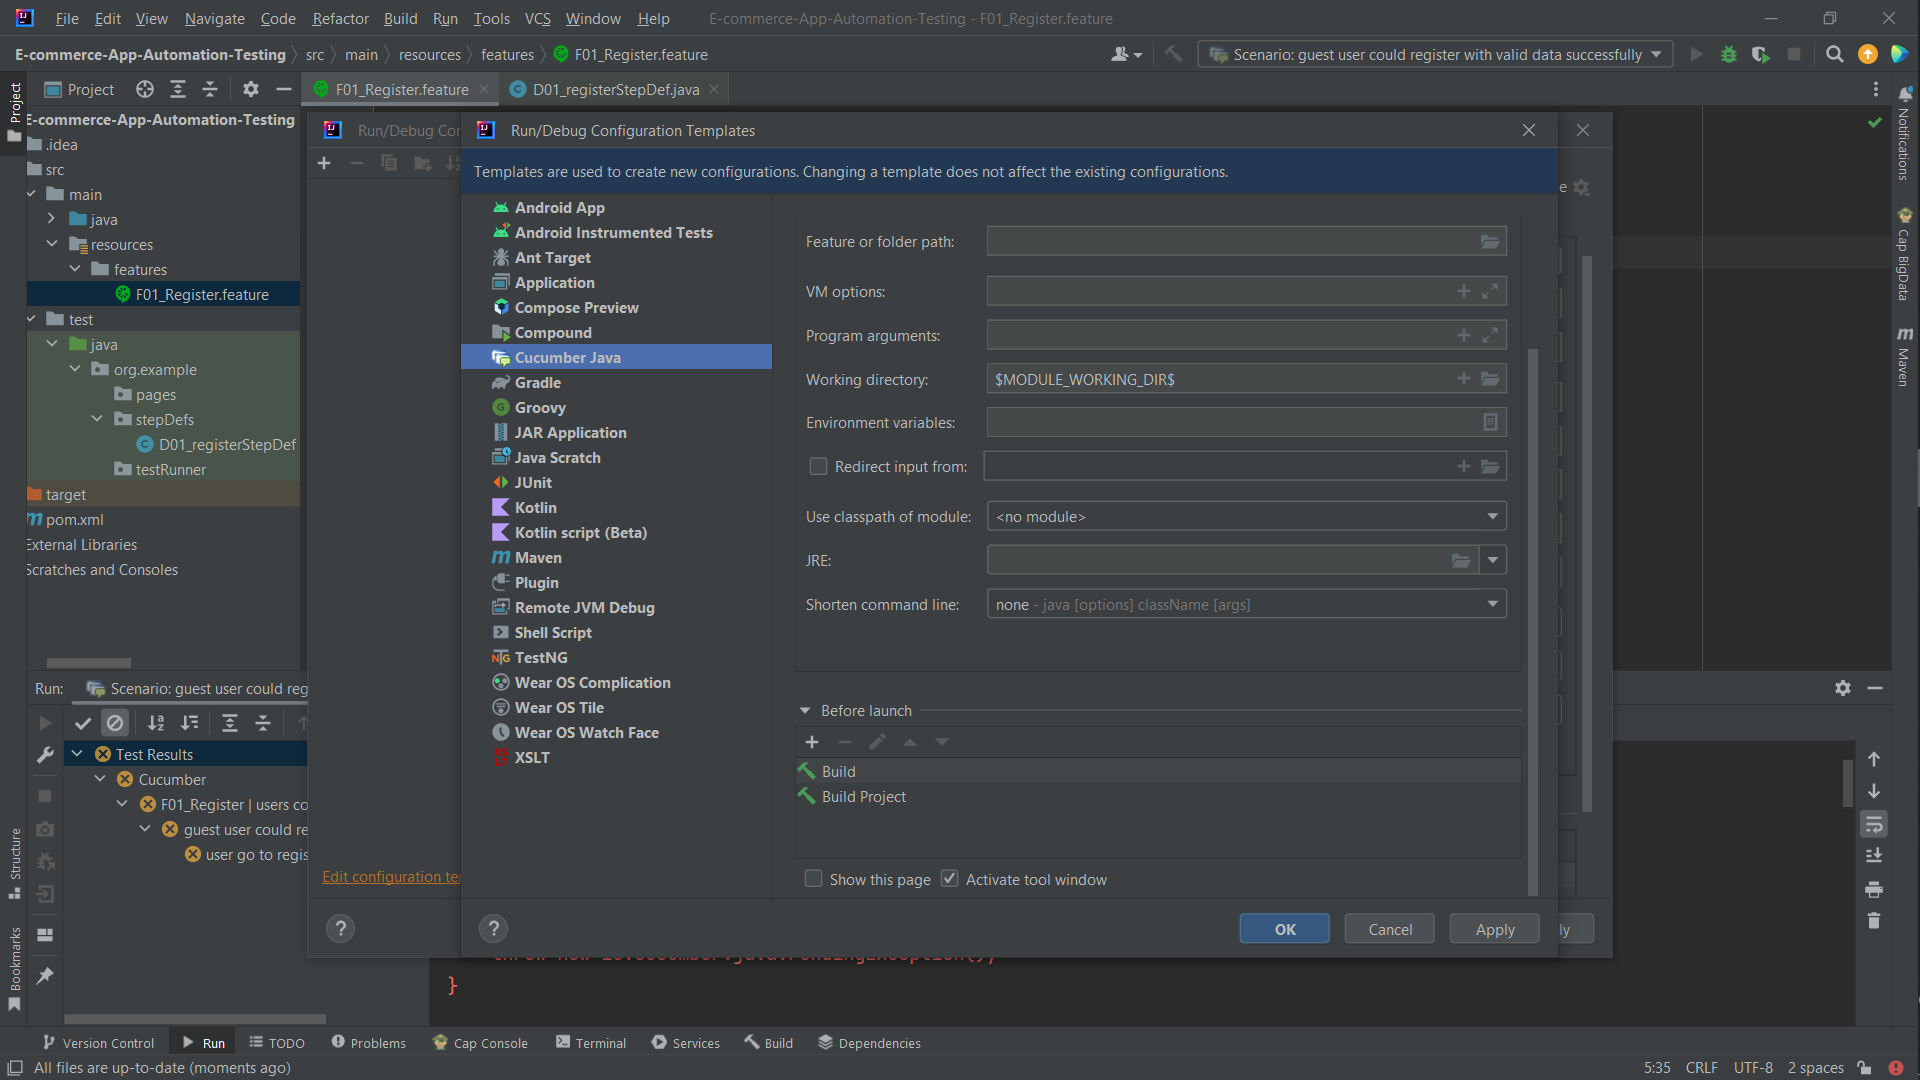 File Edit View Navigate Code Refactor Build Run Tools VCS Window Help E-commerce-App-Automation-Testing - F01_Register.feature
E-commerce-App-Automation-Testing src main resources features F01_Register.feature Scenario: guest user could register with valid data successfully
Project
Project
F01_Register.feature
D01_registerStepDef.java
E-commerce-App-Automation-Testing
.idea
src
main
java
resources
features
F01_Register.feature
test
java
org.example
pages
stepDefs
D01_registerStepDef
testRunner
target
pom.xml
External Libraries
Scratches and Consoles
Run/Debug Con
Edit configuration te
Run/Debug Configuration Templates
Templates are used to create new configurations. Changing a template does not affect the existing configurations.
Android App
Android Instrumented Tests
Ant Target
Application
Compose Preview
Compound
Cucumber Java
Gradle
Groovy
JAR Application
Java Scratch
JUnit
Kotlin
Kotlin script (Beta)
Maven
Plugin
Remote JVM Debug
Shell Script
TestNG
Wear OS Complication
Wear OS Tile
Wear OS Watch Face
XSLT
Feature or folder path:
VM options:
Program arguments:
Working directory: $MODULE_WORKING_DIR$
Environment variables:
Redirect input from:
Use classpath of module: <no module>
JRE:
Shorten command line: none - java [options] className [args]
Before launch
Build
Build Project
Show this page Activate tool window
OK Cancel Apply ly
Notifications
Cap BigData
Maven
Run: Scenario: guest user could reg
Test Results
Cucumber
F01_Register | users co
guest user could re
user go to regis
}
Structure
Bookmarks
Version Control Run TODO Problems Cap Console Terminal Services Build Dependencies
All files are up-to-date (moments ago) 5:35 CRLF UTF-8 2 spaces